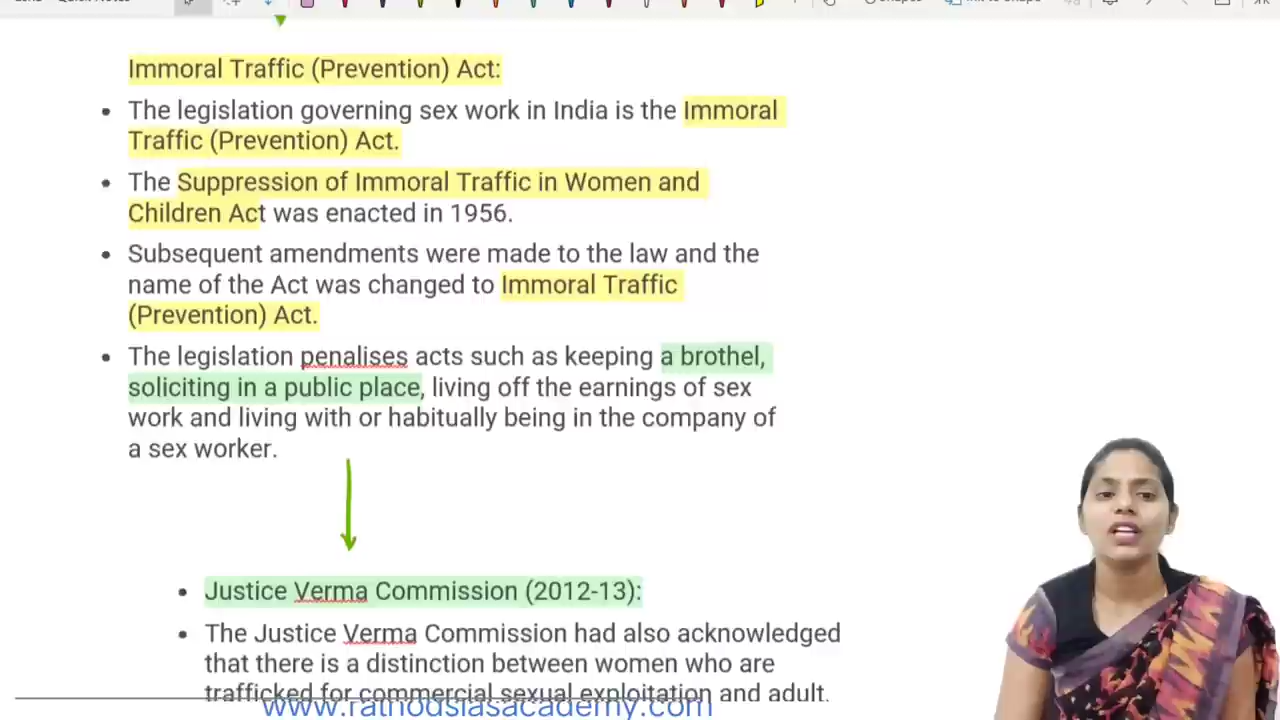 Immoral Traffic (Prevention) Act:
• The legislation governing sex work in India is the Immoral
Traffic (Prevention) Act.
• The Suppression of Immoral Traffic in Women and
Children Act was enacted in 1956.
• Subsequent amendments were made to the law and the
name of the Act was changed to Immoral Traffic
(Prevention) Act.
• The legislation penalises acts such as keeping a brothel,
soliciting in a public place, living off the earnings of sex
work and living with or habitually being in the company of
a sex worker.
• Justice Verma Commission (2012-13):
• The Justice Verma Commission had also acknowledged
that there is a distinction between women who are
trafficked for commercial sexual exploitation and adult,
www.rathodsiasacademy.com